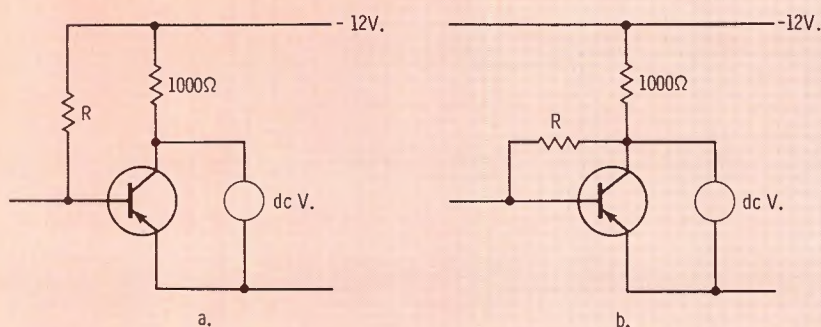 - 12V.
1000Ω
R
dc V.
a.
-12V.
1000Ω
R
dc V.
b.